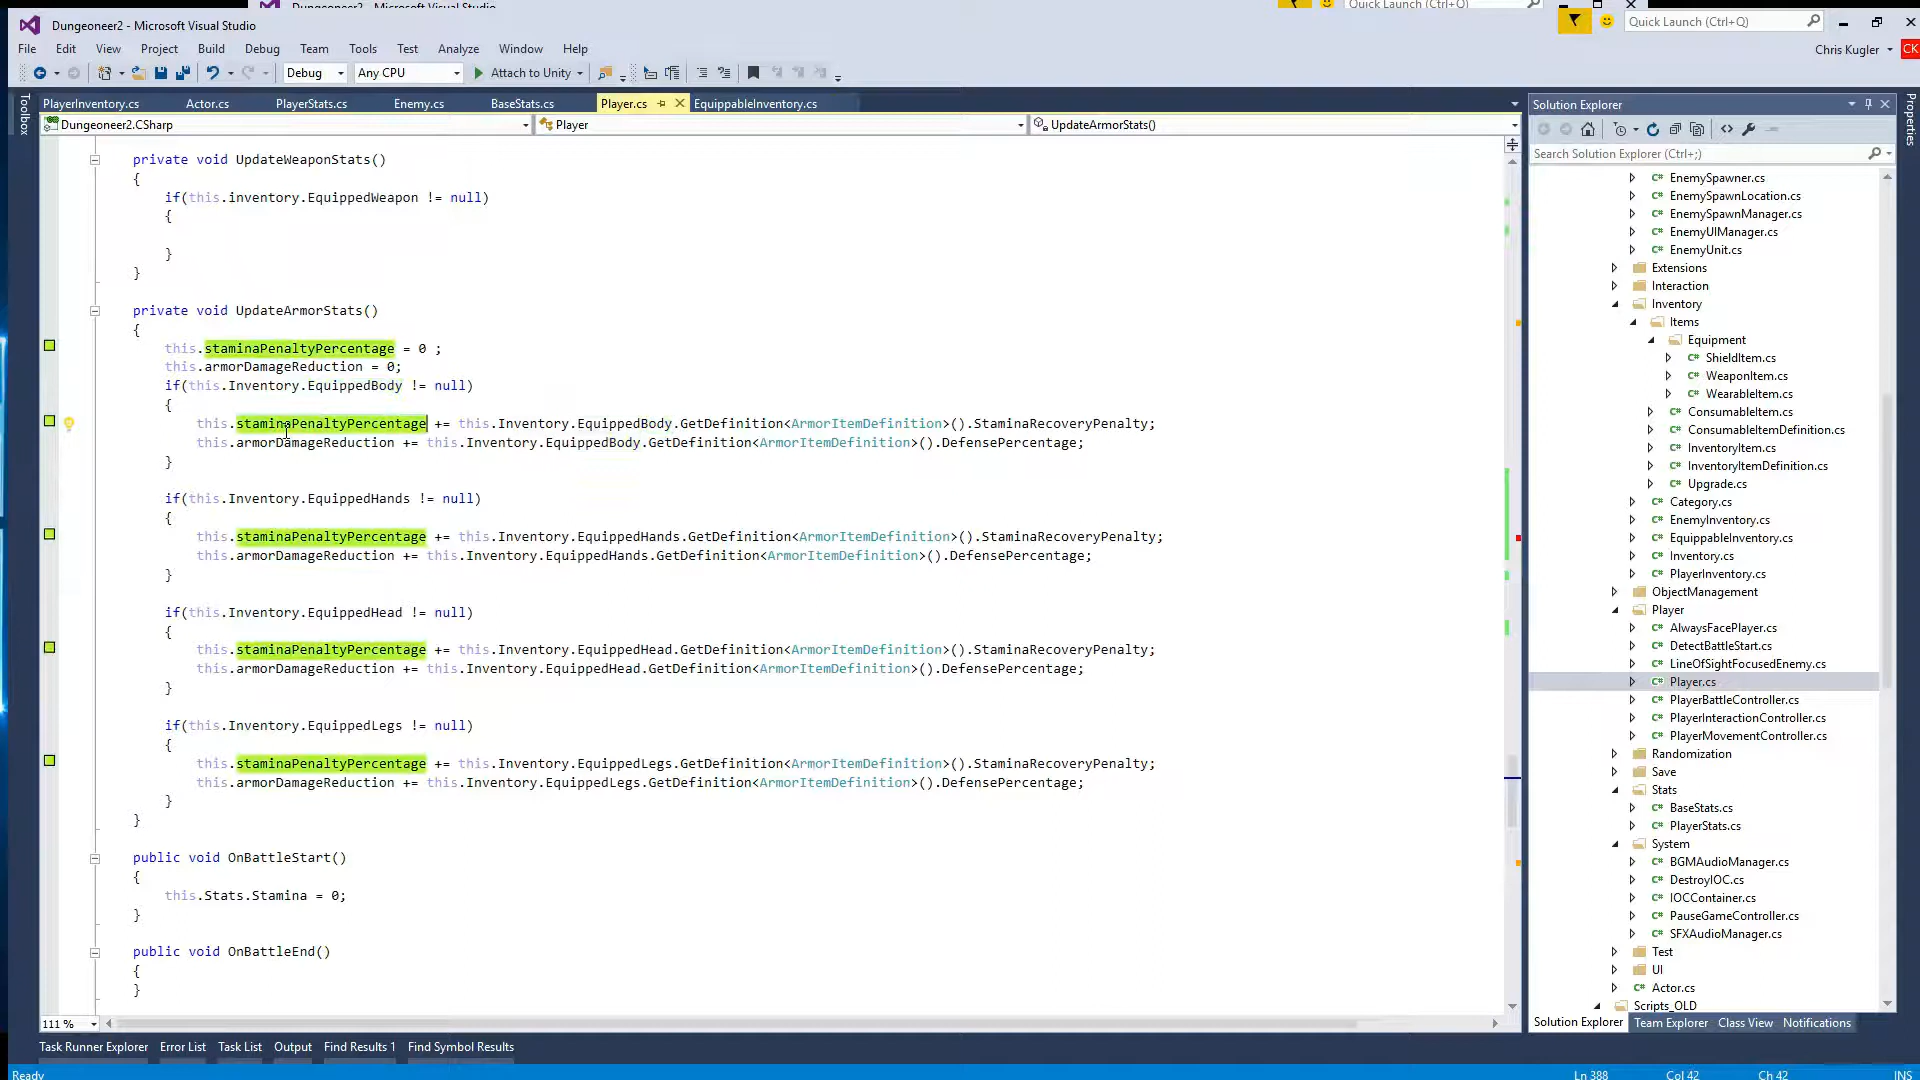 Dungeoneer2 - Microsoft Visual Studio
Quick Launch (Ctrl+Q)
Dungeoneer2 - Microsoft Visual Studio
Quick Launch (Ctrl+Q)
File Edit View Project Build Debug Team Tools Test Analyze Window Help
Chris Kugler CK
Debug Any CPU Attach to Unity
Toolbox
PlayerInventory.cs Actor.cs PlayerStats.cs Enemy.cs BaseStats.cs Player.cs EquippableInventory.cs
Dungeoneer2.CSharp Player UpdateArmorStats()
private void UpdateWeaponStats()
{
if(this.inventory.EquippedWeapon != null)
{
}
}
private void UpdateArmorStats()
{
this.staminaPenaltyPercentage = 0 ;
this.armorDamageReduction = 0;
if(this.Inventory.EquippedBody != null)
{
this.staminaPenaltyPercentage += this.Inventory.EquippedBody.GetDefinition<ArmorItemDefinition>().StaminaRecoveryPenalty;
this.armorDamageReduction += this.Inventory.EquippedBody.GetDefinition<ArmorItemDefinition>().DefensePercentage;
}
if(this.Inventory.EquippedHands != null)
{
this.staminaPenaltyPercentage += this.Inventory.EquippedHands.GetDefinition<ArmorItemDefinition>().StaminaRecoveryPenalty;
this.armorDamageReduction += this.Inventory.EquippedHands.GetDefinition<ArmorItemDefinition>().DefensePercentage;
}
if(this.Inventory.EquippedHead != null)
{
this.staminaPenaltyPercentage += this.Inventory.EquippedHead.GetDefinition<ArmorItemDefinition>().StaminaRecoveryPenalty;
this.armorDamageReduction += this.Inventory.EquippedHead.GetDefinition<ArmorItemDefinition>().DefensePercentage;
}
if(this.Inventory.EquippedLegs != null)
{
this.staminaPenaltyPercentage += this.Inventory.EquippedLegs.GetDefinition<ArmorItemDefinition>().StaminaRecoveryPenalty;
this.armorDamageReduction += this.Inventory.EquippedLegs.GetDefinition<ArmorItemDefinition>().DefensePercentage;
}
}
public void OnBattleStart()
{
this.Stats.Stamina = 0;
}
public void OnBattleEnd()
{
}
111 %
Task Runner Explorer Error List Task List Output Find Results 1 Find Symbol Results
Solution Explorer
Search Solution Explorer (Ctrl+;)
EnemySpawner.cs
EnemySpawnLocation.cs
EnemySpawnManager.cs
EnemyUIManager.cs
EnemyUnit.cs
Extensions
Interaction
Inventory
Items
Equipment
ShieldItem.cs
WeaponItem.cs
WearableItem.cs
ConsumableItem.cs
ConsumableItemDefinition.cs
InventoryItem.cs
InventoryItemDefinition.cs
Upgrade.cs
Category.cs
EnemyInventory.cs
EquippableInventory.cs
Inventory.cs
PlayerInventory.cs
ObjectManagement
Player
AlwaysFacePlayer.cs
DetectBattleStart.cs
LineOfSightFocusedEnemy.cs
Player.cs
PlayerBattleController.cs
PlayerInteractionController.cs
PlayerMovementController.cs
Randomization
Save
Stats
BaseStats.cs
PlayerStats.cs
System
BGMAudioManager.cs
DestroyIOC.cs
IOCContainer.cs
PauseGameController.cs
SFXAudioManager.cs
Test
UI
Actor.cs
Scripts_OLD
Solution Explorer Team Explorer Class View Notifications
Properties
Ready Ln 388 Col 42 Ch 42 INS